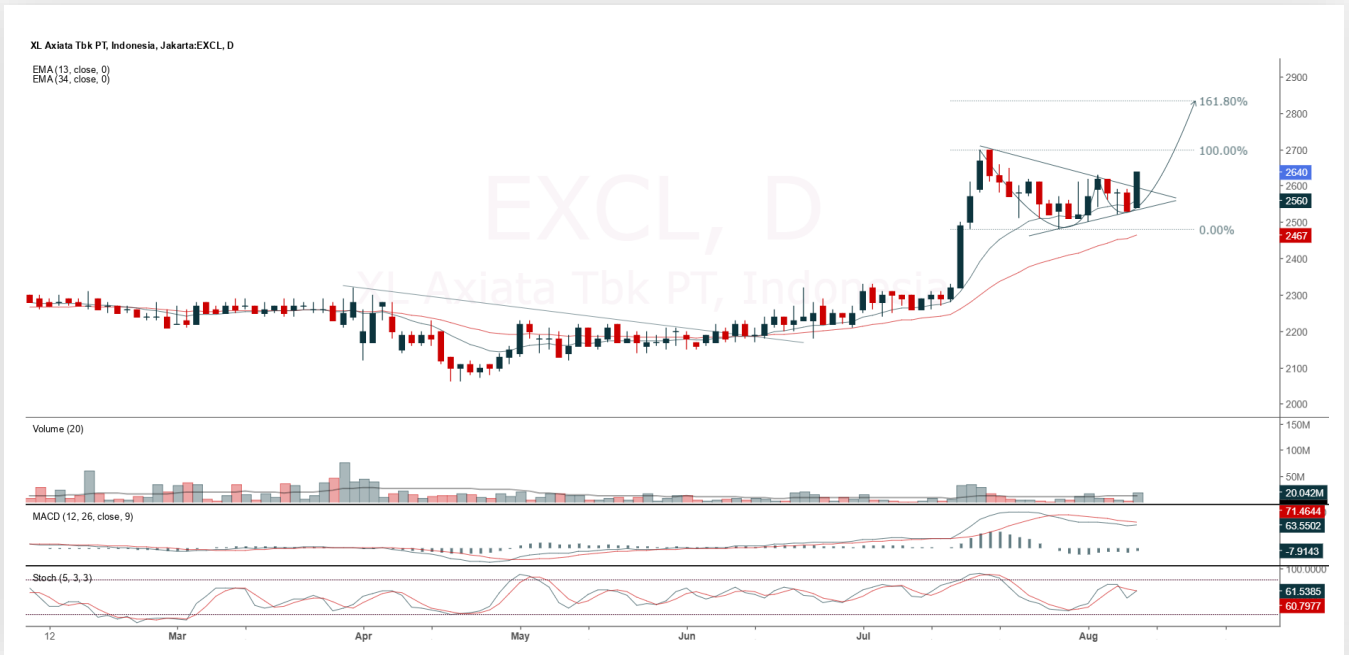 XL Axiata Tbk PT, Indonesia, Jakarta:EXCL, D
EMA (13, close, 0)
EMA (34, close, 0)
EXCL, D
XL Axiata Tbk PT, Indonesia
161.80%
100.00%
0.00%
2900
2800
2700
2640
2600
2560
2500
2467
2400
2300
2200
2100
2000
Volume (20)
150M
100M
50M
20.042M
MACD (12, 26, close, 9)
71.4644
63.5502
-7.9143
Stoch (5, 3, 3)
100.0000
61.5385
60.7977
12 Mar Apr May Jun Jul Aug